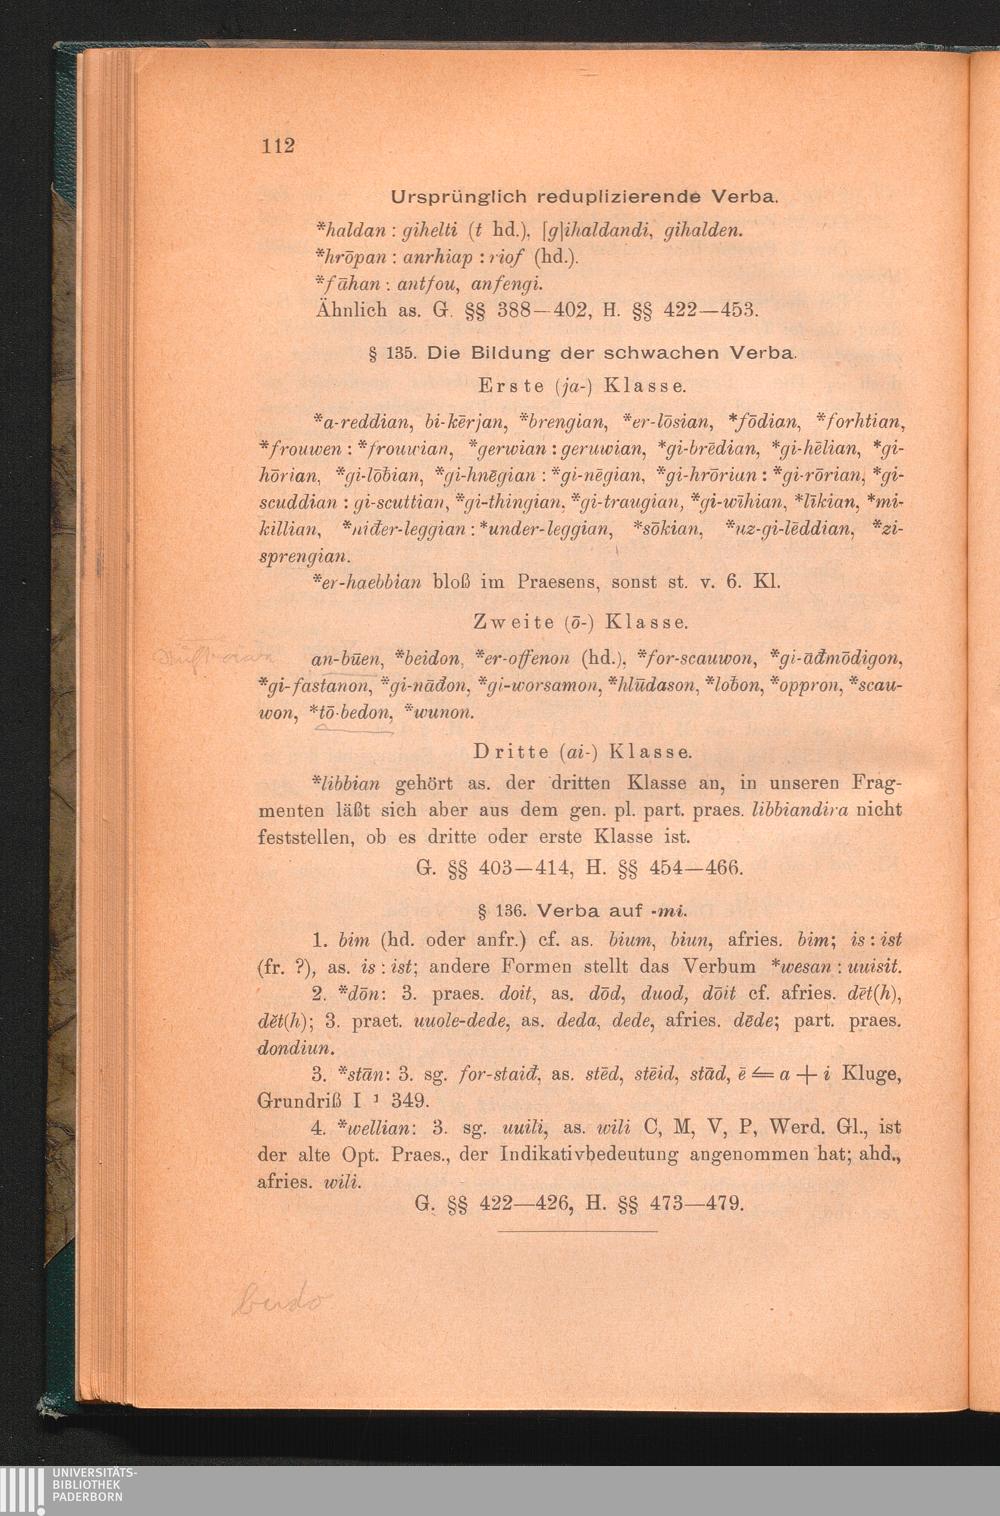 112
Ursprünglich reduplizierende Verba.
*haldan : gihelti (t hd.), [g]ihaldandi, gihalden.
*hrōpan : anrhiap : riof (hd.).
*fāhan : antfou, anfengi.
Ähnlich as. G. §§ 388—402, H. §§ 422—453.
§ 135. Die Bildung der schwachen Verba.
Erste (ja-) Klasse.
*a-reddian, bi-kērjan, *brengian, *er-lōsian, *fōdian, *forhtian,
*frouwen : *frouwian, *gerwian : geruwian, *gi-brēdian, *gi-hēlian, *gi-
hōrian, *gi-lōƀian, *gi-hnēgian : *gi-nēgian, *gi-hrōrian : *gi-rōrian, *gi-
scuddian : gi-scuttian, *gi-thingian, *gi-traugian, *gi-wīhian, *līkian, *mi-
killian, *niđer-leggian : *under-leggian, *sōkian, *uz-gi-lēddian, *zi-
sprengian.
*er-haebbian bloß im Praesens, sonst st. v. 6. Kl.
Zweite (ō-) Klasse.
an-būen, *beidon, *er-offenon (hd.), *for-scauwon, *gi-āđmōdigon,
*gi-fastanon, *gi-nāđon, *gi-worsamon, *hlūdason, *loƀon, *oppron, *scau-
won, *tō-bedon, *wunon.
Dritte (ai-) Klasse.
*libbian gehört as. der dritten Klasse an, in unseren Frag-
menten läßt sich aber aus dem gen. pl. part. praes. libbiandira nicht
feststellen, ob es dritte oder erste Klasse ist.
G. §§ 403—414, H. §§ 454—466.
§ 136. Verba auf -mi.
1. bim (hd. oder anfr.) cf. as. bium, biun, afries. bim; is : ist
(fr. ?), as. is : ist; andere Formen stellt das Verbum *wesan : uuisit.
2. *dōn: 3. praes. doit, as. dōd, duod, dōit cf. afries. dēt(h),
dĕt(h); 3. praet. uuole-dede, as. deda, dede, afries. dēde; part. praes.
dondiun.
3. *stān: 3. sg. for-staiđ, as. stēd, stēid, stād, ē ⇐ a + i Kluge,
Grundriß I ³ 349.
4. *wellian: 3. sg. uuili, as. wili C, M, V, P, Werd. Gl., ist
der alte Opt. Praes., der Indikativbedeutung angenommen hat; ahd.,
afries. wili.
G. §§ 422—426, H. §§ 473—479.
UNIVERSITÄTS-
BIBLIOTHEK
PADERBORN